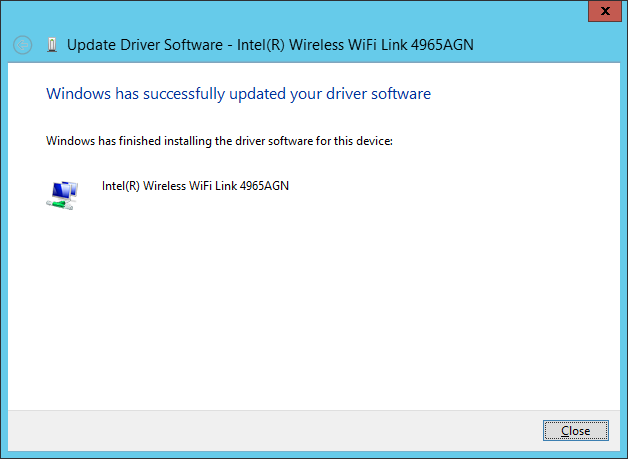 Update Driver Software - Intel(R) Wireless WiFi Link 4965AGN
Windows has successfully updated your driver software
Windows has finished installing the driver software for this device:
Intel(R) Wireless WiFi Link 4965AGN
Close